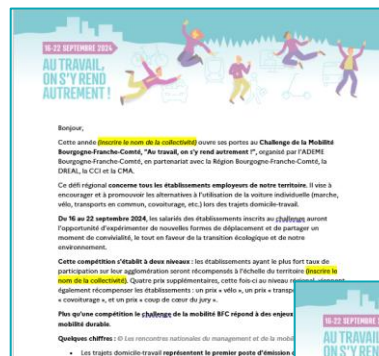 16-22 SEPTEMBRE 2024
AU TRAVAIL,
ON S'Y REND
AUTREMENT !
Bonjour,
Cette année (inscrire le nom de la collectivité) ouvre ses portes au Challenge de la Mobilité
Bourgogne-Franche-Comté, "Au travail, on s'y rend autrement !", organisé par l'ADEME
Bourgogne-Franche-Comté, en partenariat avec la Région Bourgogne-Franche-Comté, la
DREAL, la CCI et la CMA.
Ce défi régional concerne tous les établissements employeurs de notre territoire. Il vise à
encourager et à promouvoir les alternatives à l'utilisation de la voiture individuelle (marche,
vélo, transports en commun, covoiturage, etc.) lors des trajets domicile-travail.
Du 16 au 22 septembre 2024, les salariés des établissements inscrits au challenge auront
l'opportunité d'expérimenter de nouvelles formes de déplacement et de partager un
moment de convivialité, le tout en faveur de la transition écologique et de notre
environnement.
Cette compétition s'établit à deux niveaux : les établissements ayant le plus fort taux de
participation sur leur agglomération seront récompensés à l'échelle du territoire (inscrire le
nom de la collectivité). Quatre prix supplémentaires, cette fois-ci au niveau régional, viennent
également récompenser les établissements : un prix « vélo », un prix « transp
« covoiturage », et un prix « coup de cœur du jury ».
Plus qu'une compétition le challenge de la mobilité BFC répond à des enjeux
mobilité durable.
Quelques chiffres : © Les rencontres nationales du management et de la mobil
• Les trajets domicile-travail représentent le premier poste d'émission d
16-22 SEPTEMBRE
AU TRAVAIL
ON S'Y REND